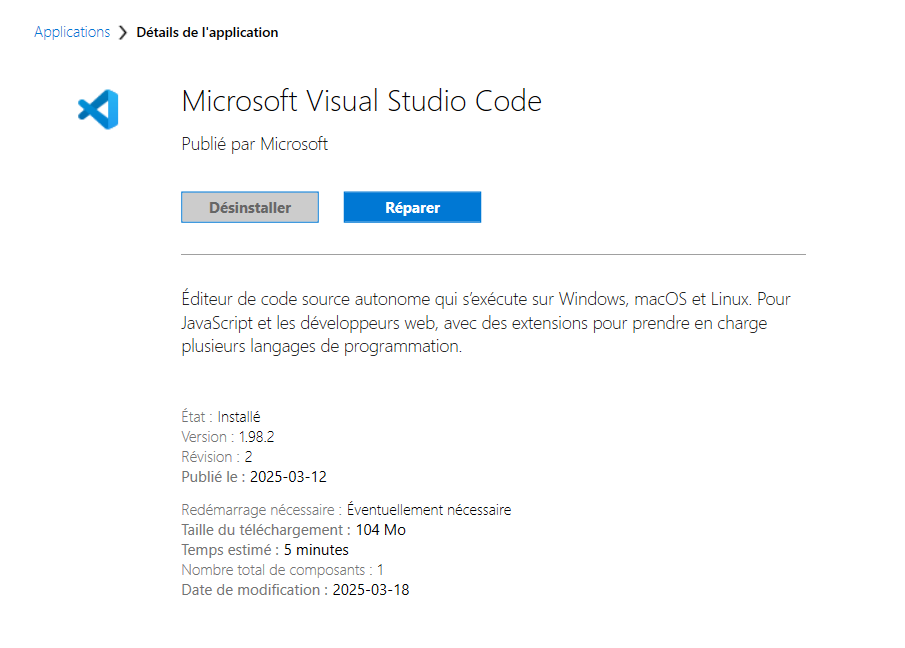 Applications > Détails de l'application
Microsoft Visual Studio Code
Publié par Microsoft
Désinstaller Réparer
Éditeur de code source autonome qui s’exécute sur Windows, macOS et Linux. Pour
JavaScript et les développeurs web, avec des extensions pour prendre en charge
plusieurs langages de programmation.
État : Installé
Version : 1.98.2
Révision : 2
Publié le : 2025-03-12
Redémarrage nécessaire : Éventuellement nécessaire
Taille du téléchargement : 104 Mo
Temps estimé : 5 minutes
Nombre total de composants : 1
Date de modification : 2025-03-18